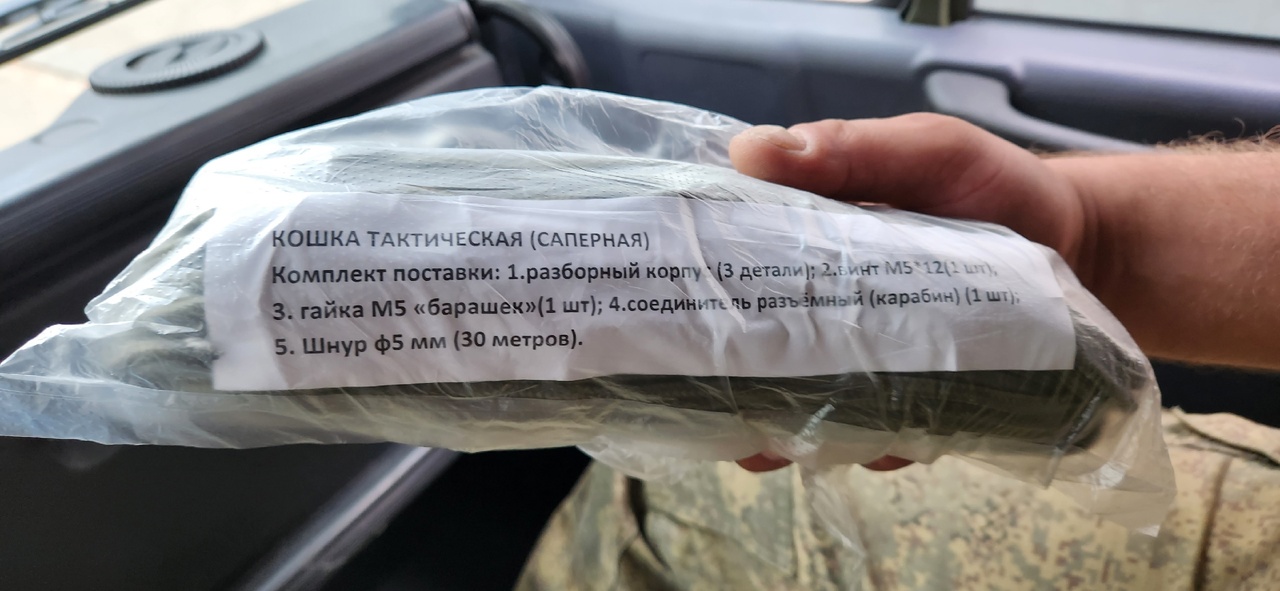 КОШКА ТАКТИЧЕСКАЯ (САПЕРНАЯ)
Комплект поставки: 1.разборный корпус (3 детали); 2.винт М5*12(1 шт);
3. гайка М5 «барашек»(1 шт); 4.соединитель разъёмный (карабин) (1 шт);
5. Шнур ф5 мм (30 метров).